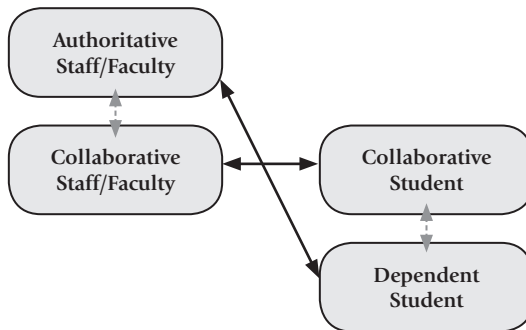 Authoritative
Staff/Faculty
Collaborative
Staff/Faculty
Collaborative
Student
Dependent
Student